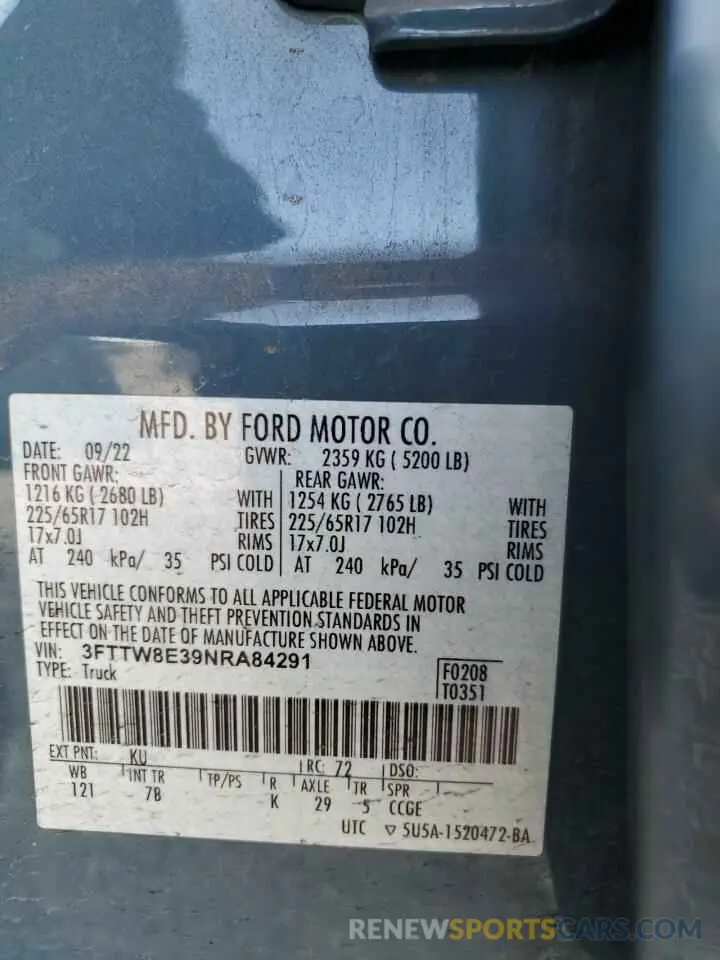 MFD. BY FORD MOTOR CO.
DATE: 09/22 GVWR: 2359 KG ( 5200 LB)
FRONT GAWR: REAR GAWR:
1216 KG ( 2680 LB) WITH 1254 KG ( 2765 LB) WITH
225/65R17 102H TIRES 225/65R17 102H TIRES
17x7.0J RIMS 17x7.0J RIMS
AT 240 kPa/ 35 PSI COLD AT 240 kPa/ 35 PSI COLD
THIS VEHICLE CONFORMS TO ALL APPLICABLE FEDERAL MOTOR
VEHICLE SAFETY AND THEFT PREVENTION STANDARDS IN
EFFECT ON THE DATE OF MANUFACTURE SHOWN ABOVE.
VIN: 3FTTW8E39NRA84291
TYPE: Truck
F0208
T0351
EXT PNT: KU RC: 72 DSO:
WB INT TR TP/PS R AXLE TR SPR
121 7B K 29 5 CCGE
UTC ▽ 5U5A-1520472-BA
RENEWSPORTSCARS.COM